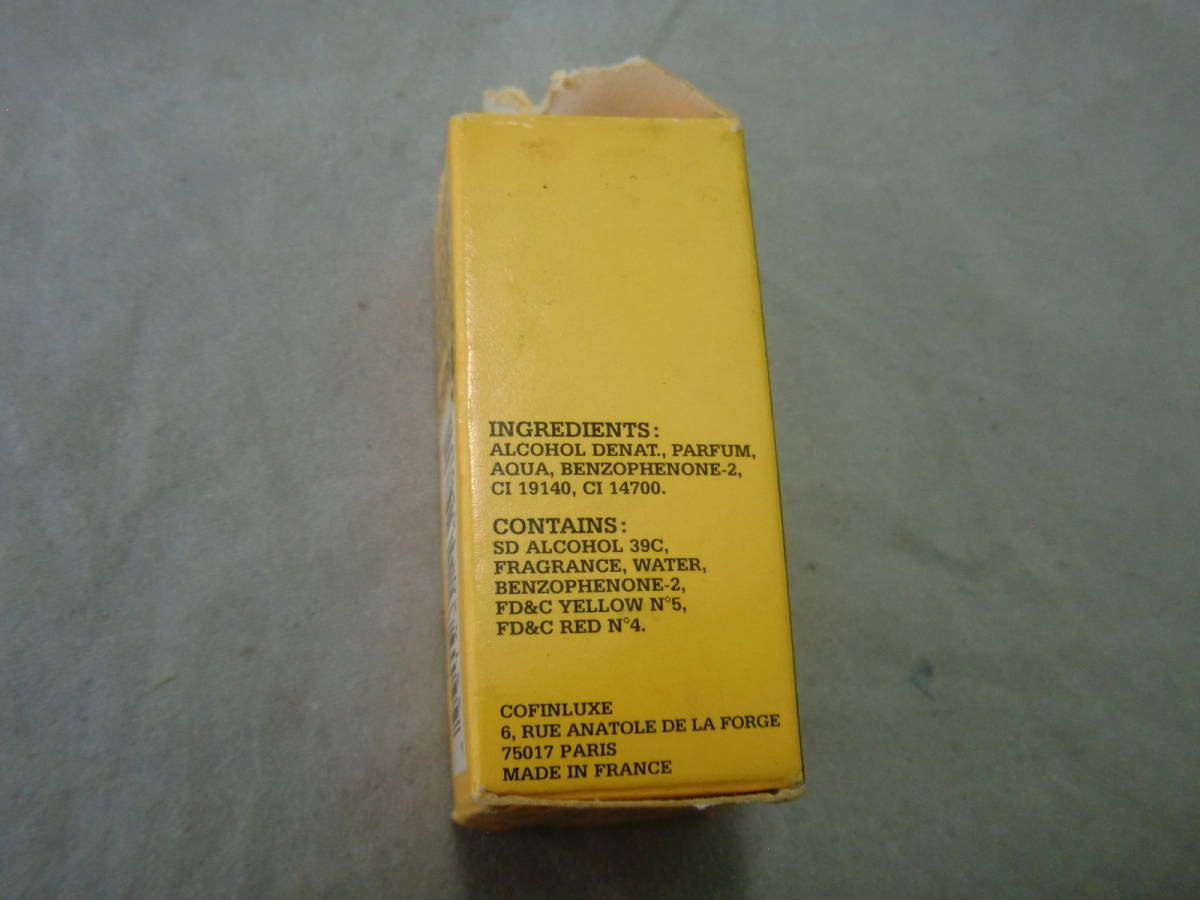 INGREDIENTS:
ALCOHOL DENAT., PARFUM,
AQUA, BENZOPHENONE-2,
CI 19140, CI 14700.
CONTAINS:
SD ALCOHOL 39C,
FRAGRANCE, WATER,
BENZOPHENONE-2,
FD&C YELLOW N°5,
FD&C RED N°4.
COFINLUXE
6, RUE ANATOLE DE LA FORGE
75017 PARIS
MADE IN FRANCE